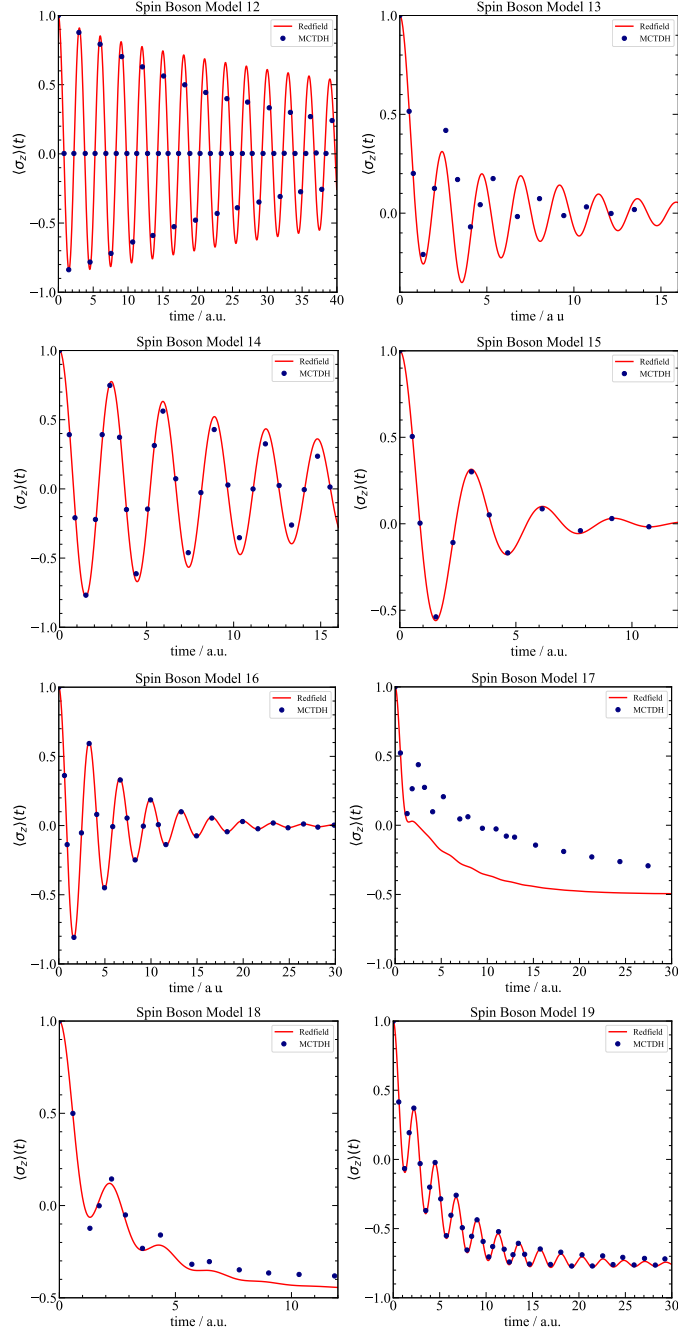 Spin Boson Model 12
Redfield
MCTDH
1.0
0.5
0.0
−0.5
−1.0
⟨σz⟩(t)
0 5 10 15 20 25 30 35 40
time / a.u.
Spin Boson Model 13
Redfield
MCTDH
1.0
0.5
0.0
⟨σz⟩(t)
0 5 10 15
time / a u
Spin Boson Model 14
Redfield
MCTDH
1.0
0.5
0.0
−0.5
−1.0
⟨σz⟩(t)
0 5 10 15
time / a.u.
Spin Boson Model 15
Redfield
MCTDH
1.0
0.5
0.0
−0.5
⟨σz⟩(t)
0 5 10
time / a.u.
Spin Boson Model 16
Redfield
MCTDH
1.0
0.5
0.0
−0.5
−1.0
⟨σz⟩(t)
0 5 10 15 20 25 30
time / a u
Spin Boson Model 17
Redfield
MCTDH
1.0
0.5
0.0
−0.5
−1.0
⟨σz⟩(t)
0 5 10 15 20 25 30
time / a.u.
Spin Boson Model 18
Redfield
MCTDH
1.0
0.5
0.0
−0.5
⟨σz⟩(t)
0 5 10
time / a.u.
Spin Boson Model 19
Redfield
MCTDH
1.0
0.5
0.0
−0.5
−1.0
⟨σz⟩(t)
0 5 10 15 20 25 30
time / a.u.